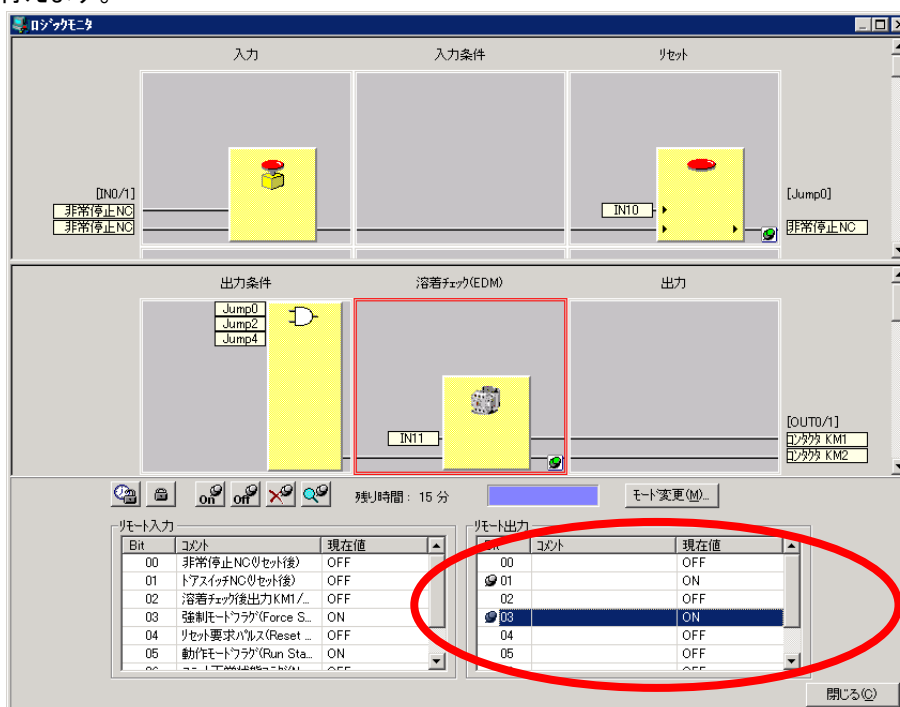 ロジックモニタ
入力 入力条件 リセット
[IN0/1]
非常停止NC
非常停止NC
IN10
[Jump0]
非常停止NC
出力条件 溶着チェック(EDM) 出力
Jump0
Jump2
Jump4
IN11
[OUT0/1]
コンタクタ KM1
コンタクタ KM2
on off 残り時間: 15 分 モード変更(M)...
リモート入力
Bit コメント 現在値
00 非常停止NC(リセット後) OFF
01 ドアスイッチNC(リセット後) OFF
02 溶着チェック後出力KM1/... OFF
03 強制モードフラグ(Force S... ON
04 リセット要求パルス(Reset ... OFF
05 動作モードフラグ(Run Sta... ON
リモート出力
Bit コメント 現在値
00 OFF
01 ON
02 OFF
03 ON
04 OFF
05 OFF
閉じる(C)